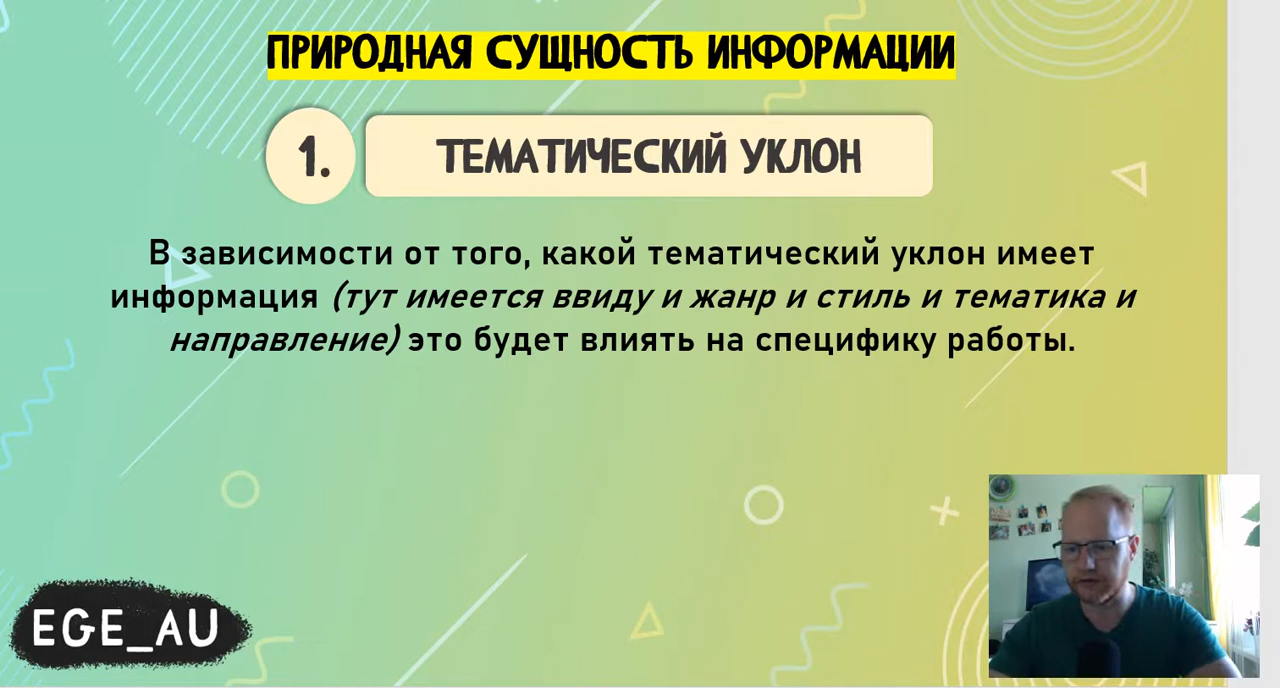 ПРИРОДНАЯ СУЩНОСТЬ ИНФОРМАЦИИ
1.
ТЕМАТИЧЕСКИЙ УКЛОН
В зависимости от того, какой тематический уклон имеет
информация (тут имеется ввиду и жанр и стиль и тематика и
направление) это будет влиять на специфику работы.
EGE_AU